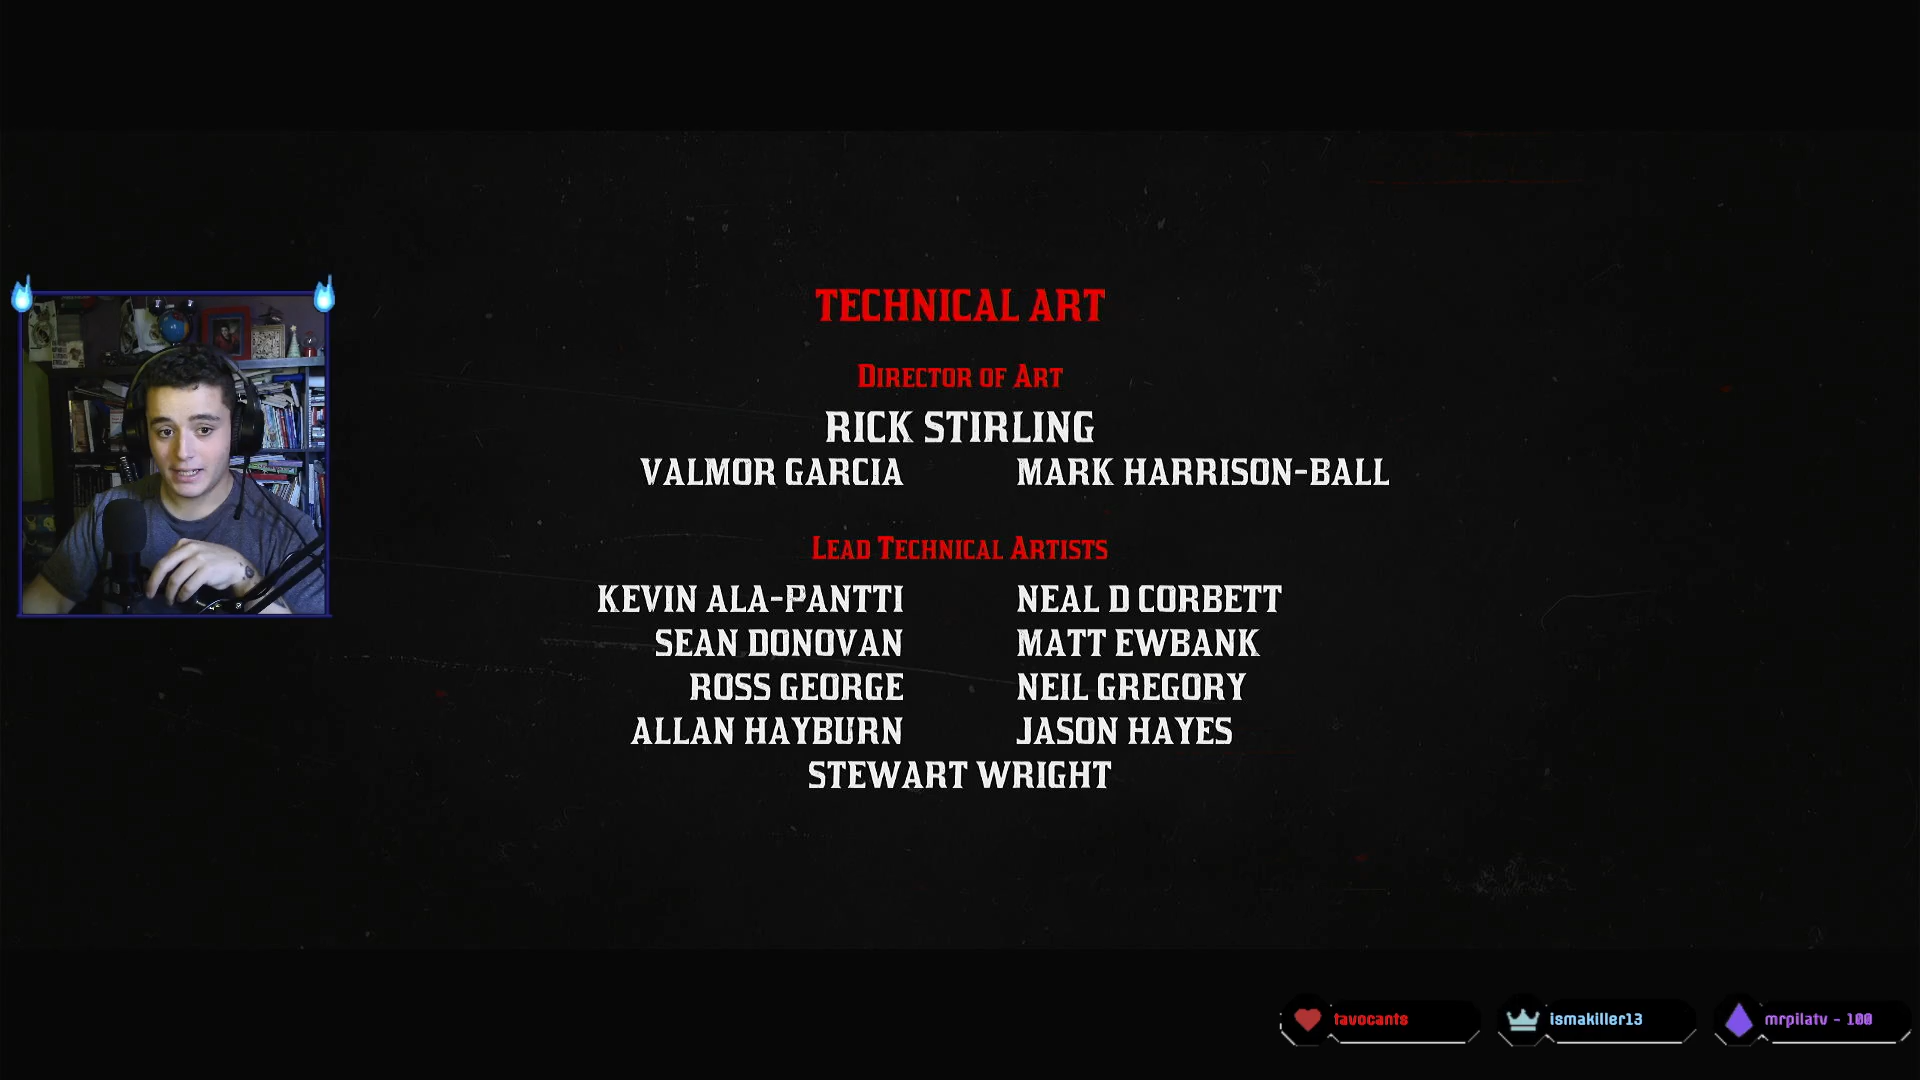 TECHNICAL ART
DIRECTOR OF ART
RICK STIRLING
VALMOR GARCIA MARK HARRISON-BALL
LEAD TECHNICAL ARTISTS
KEVIN ALA-PANTTI NEAL D CORBETT
SEAN DONOVAN MATT EWBANK
ROSS GEORGE NEIL GREGORY
ALLAN HAYBURN JASON HAYES
STEWART WRIGHT
tavocants ismakiller13 mrpilatv - 100